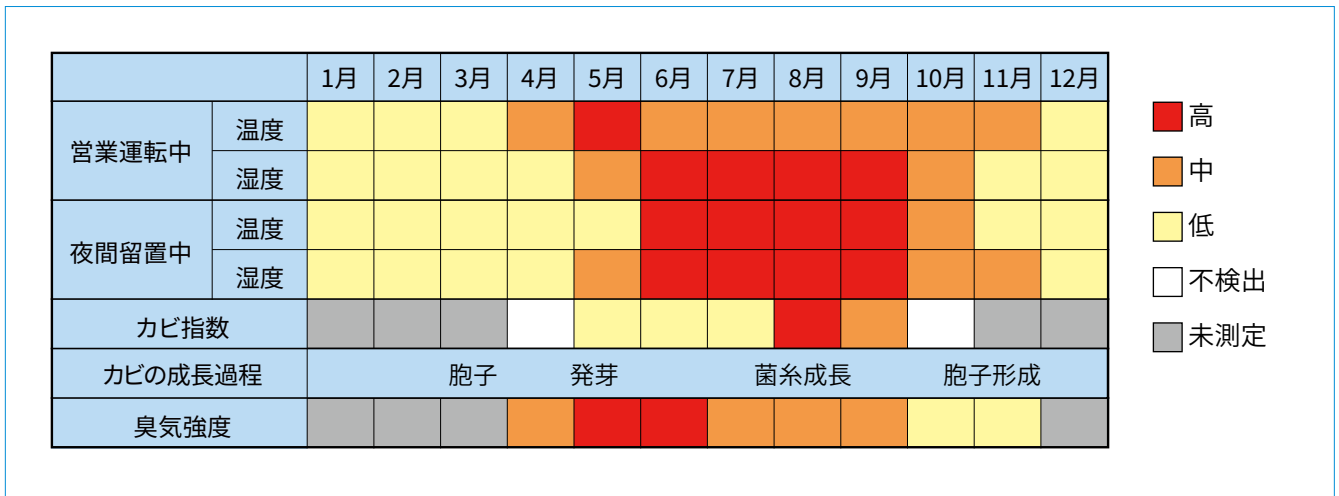 1月 2月 3月 4月 5月 6月 7月 8月 9月 10月 11月 12月
営業運転中
温度
湿度
夜間留置中
温度
湿度
カビ指数
カビの成長過程 胞子 発芽 菌糸成長 胞子形成
臭気強度
高
中
低
不検出
未測定